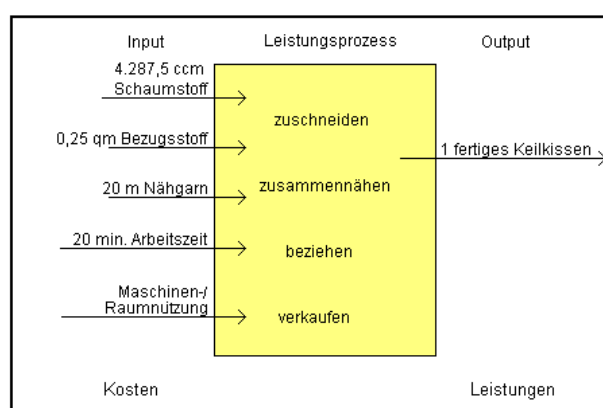 Input
Leistungsprozess
Output
4.287,5 ccm
Schaumstoff
zuschneiden
0,25 qm Bezugsstoff
1 fertiges Keilkissen
20 m Nähgarn
zusammennähen
20 min. Arbeitszeit
beziehen
Maschinen-/
Raumnutzung
verkaufen
Kosten
Leistungen